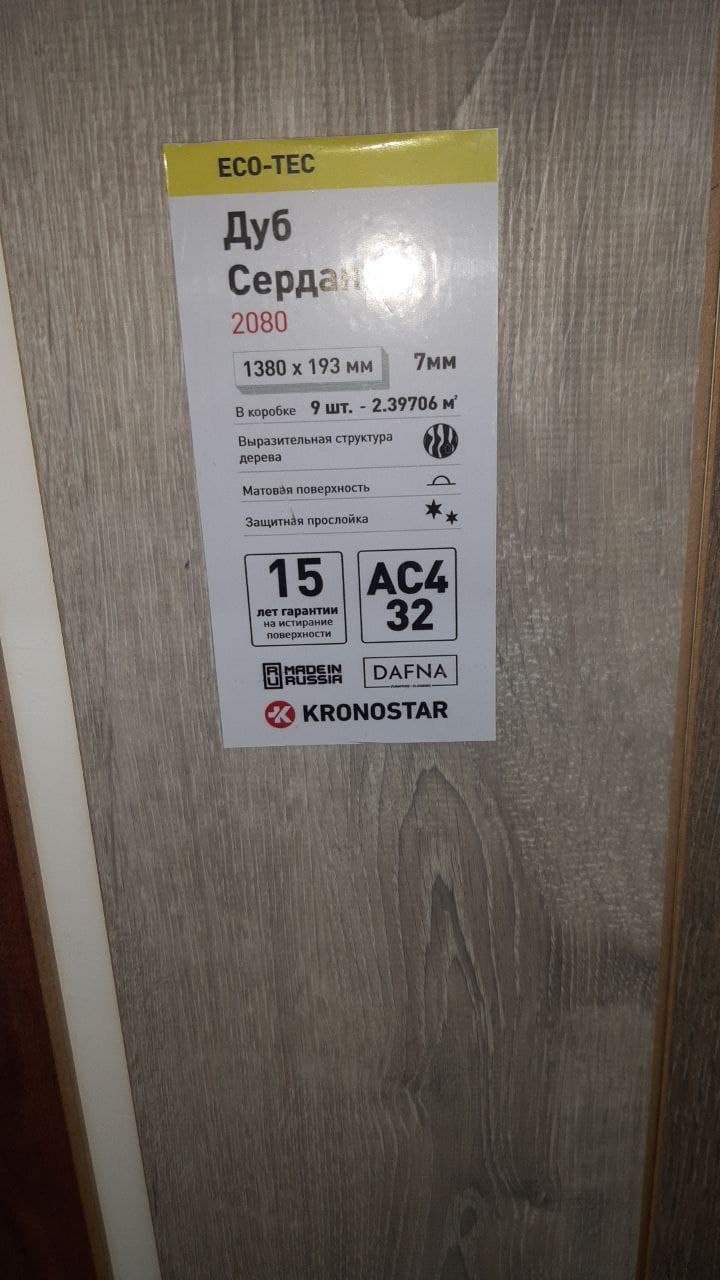 ECO-TEC
Дуб
2080
1380 x 193 мм 7мм
В коробке 9 шт. - 2.39706 м²
Выразительная структура
дерева
Матовая поверхность
Защитная прослойка
15
лет гарантии
на истирание
поверхности
AC4
32
RU MADE IN
RUSSIA
DAFNA
KRONOSTAR